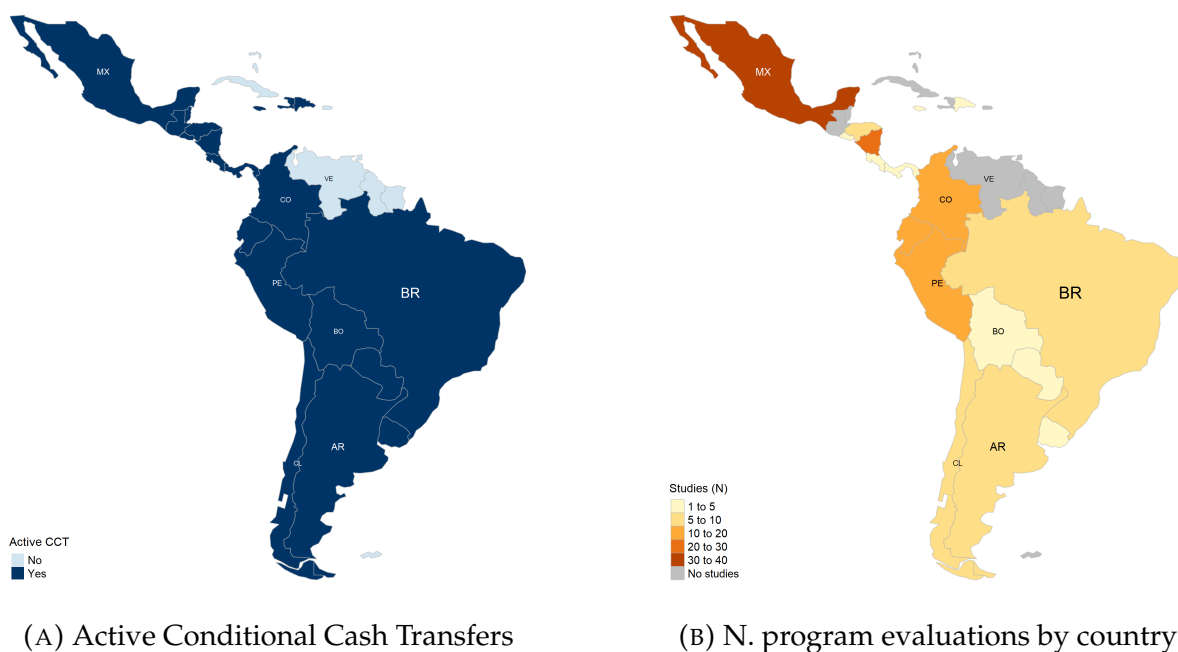 MX
VE
CO
PE
BR
BO
AR
CL
Active CCT
No
Yes
(A) Active Conditional Cash Transfers
MX
VE
CO
PE
BR
BO
AR
CL
Studies (N)
1 to 5
5 to 10
10 to 20
20 to 30
30 to 40
No studies
(B) N. program evaluations by country